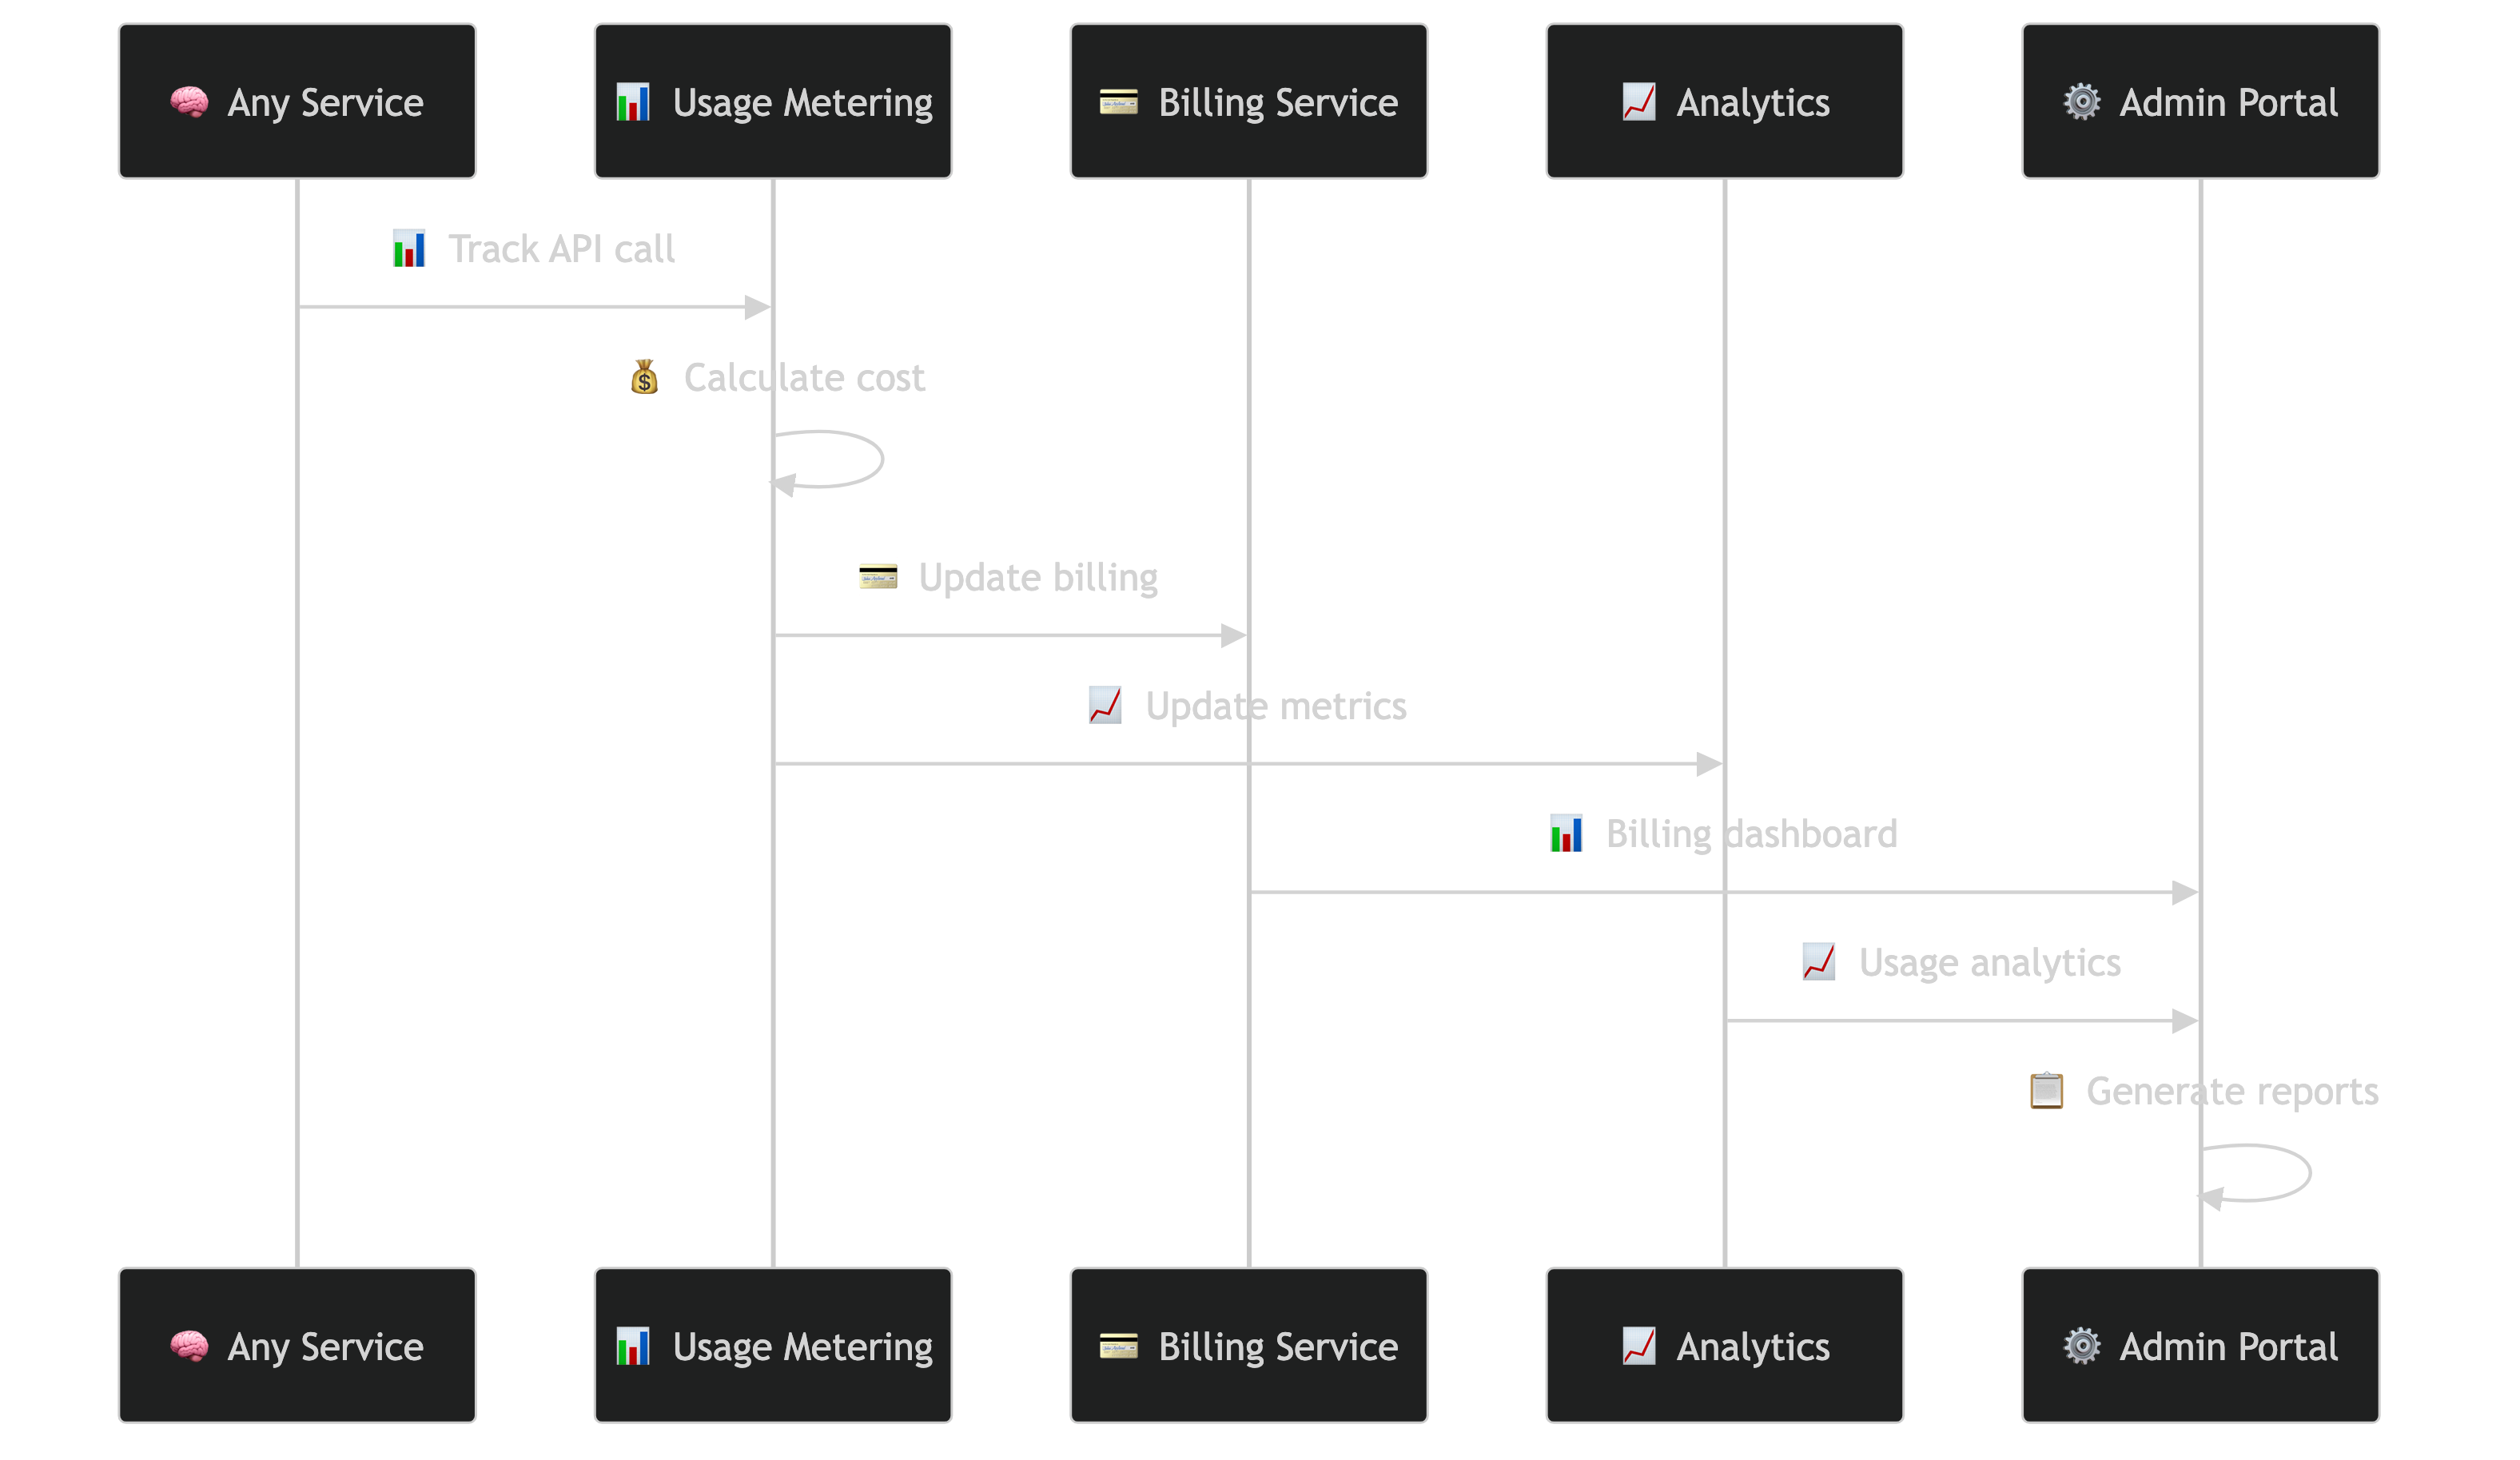 Any Service
Usage Metering
Billing Service
Analytics
Admin Portal
Track API call
Calculate cost
Update billing
Update metrics
Billing dashboard
Usage analytics
Generate reports
Any Service
Usage Metering
Billing Service
Analytics
Admin Portal